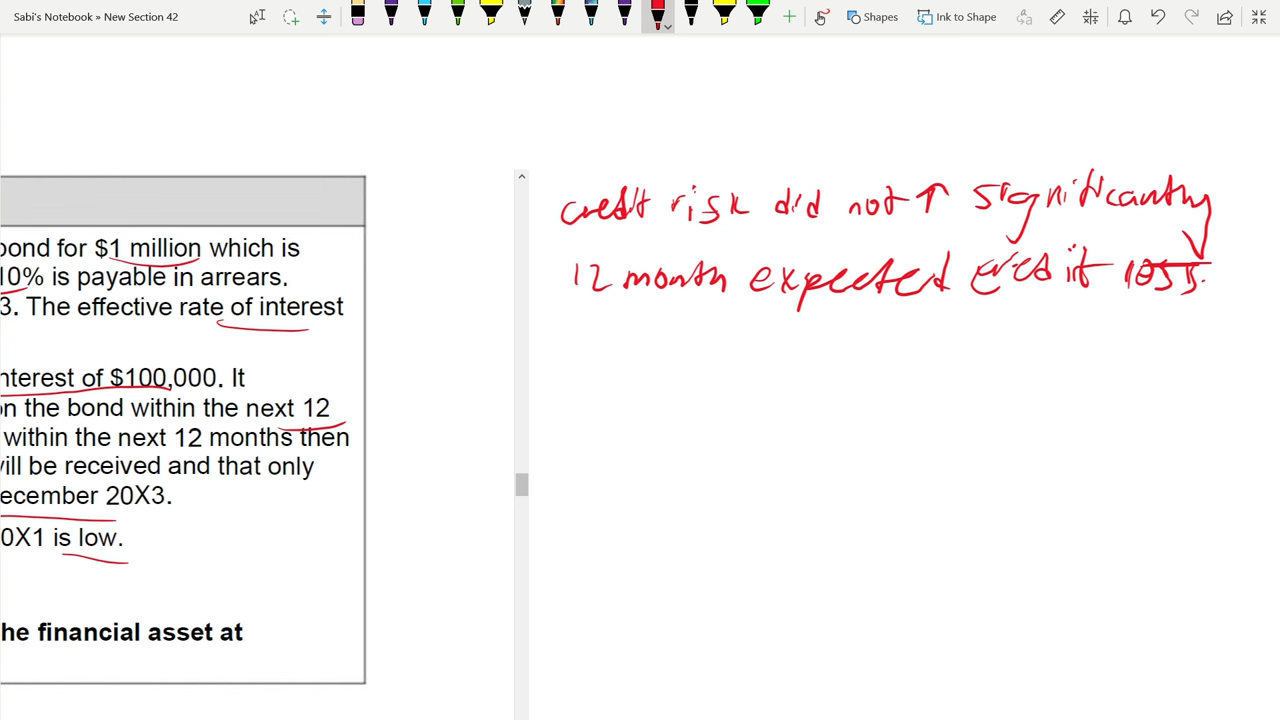 Sabi's Notebook » New Section 42
Shapes
Ink to Shape
bond for $1 million which is
10% is payable in arrears.
3. The effective rate of interest
nterest of $100,000. It
on the bond within the next 12
within the next 12 months then
vill be received and that only
ecember 20X3.
0X1 is low.
he financial asset at
credit risk did not ↑ significantly
12 month expected credit loss.